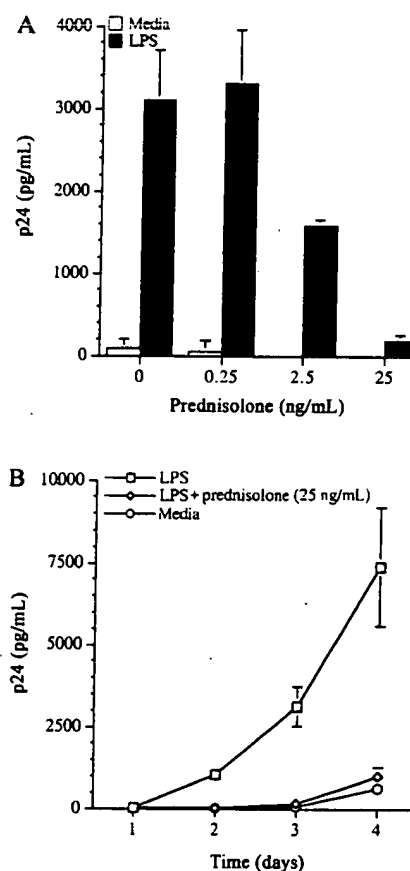 A
Media
LPS
4000
3000
2000
1000
0
p24 (pg/mL)
0 0.25 2.5 25
Prednisolone (ng/mL)
B
LPS
LPS + prednisolone (25 ng/mL)
Media
10000
7500
5000
2500
0
p24 (pg/mL)
1 2 3 4
Time (days)